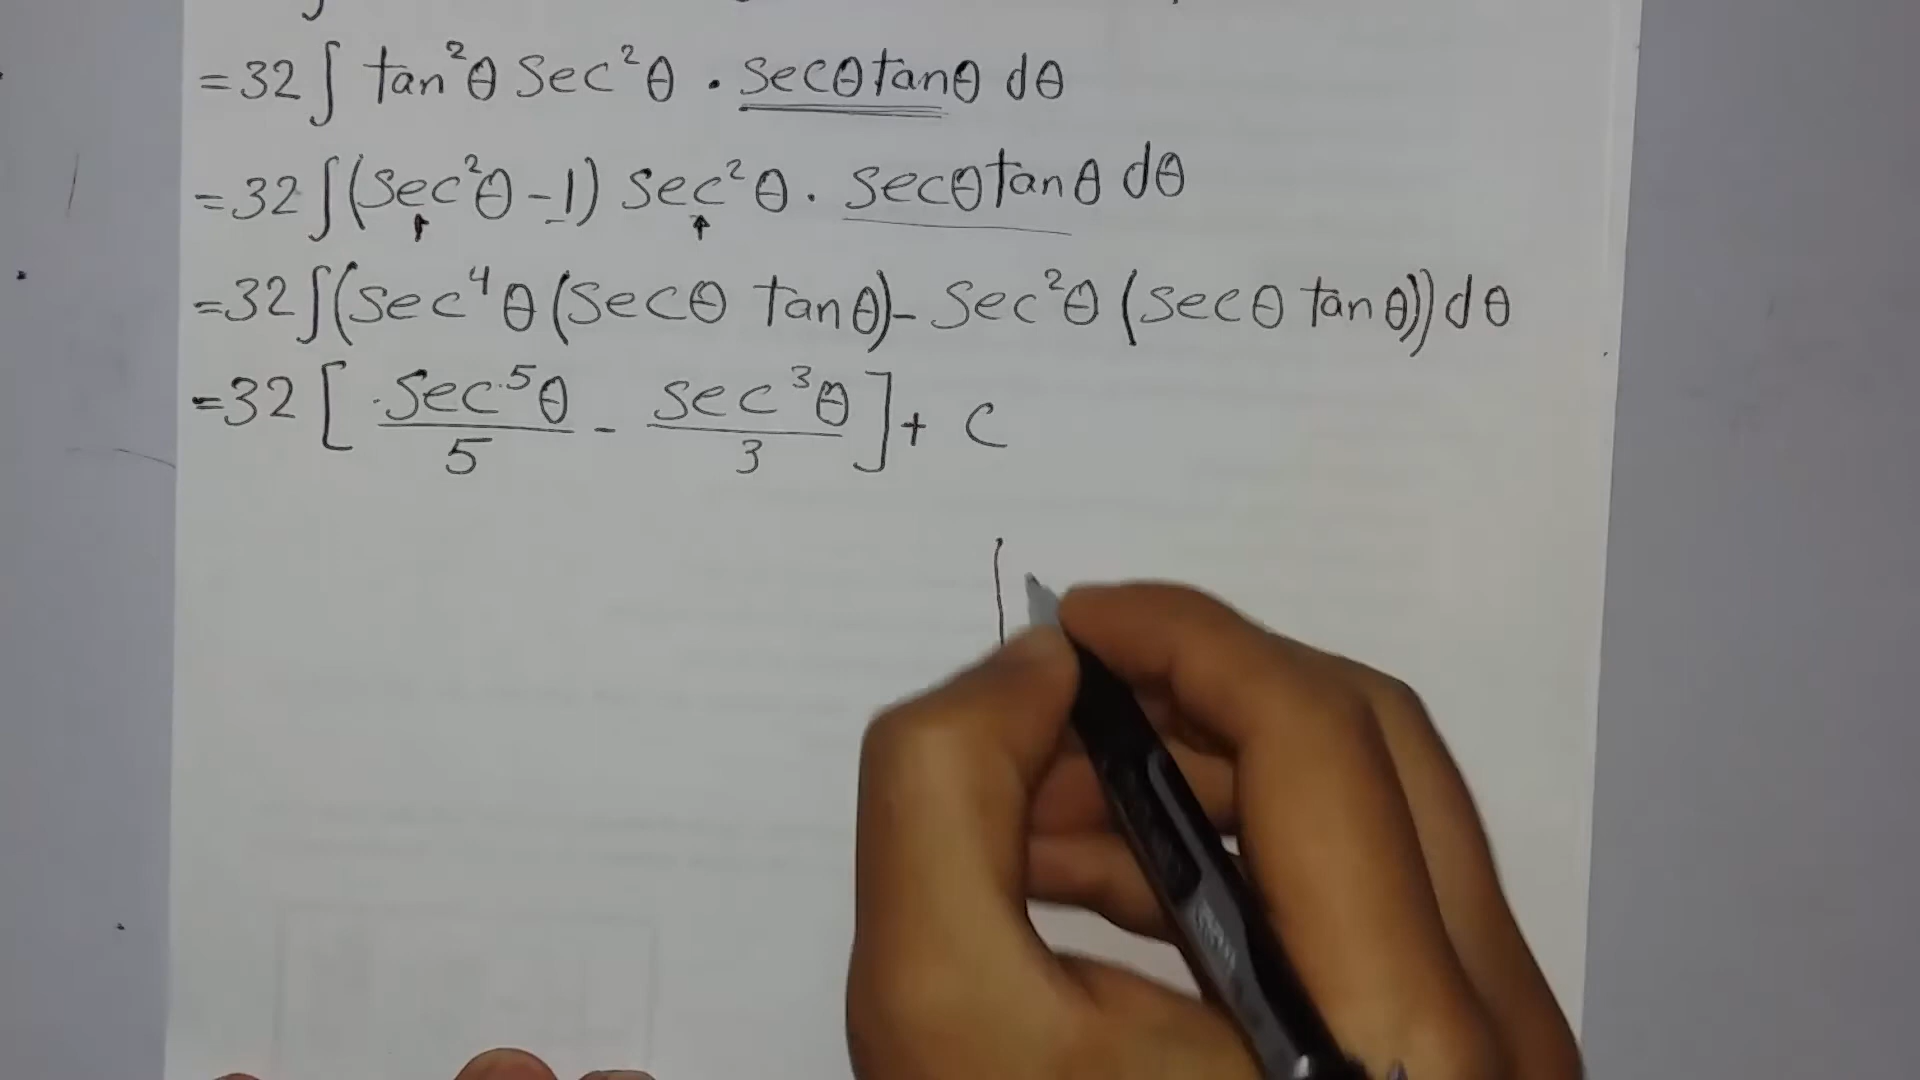 =32∫ tan²θ sec²θ · secθtanθ dθ
=32∫(sec²θ-1) sec²θ · secθtanθ dθ
=32∫(sec⁴θ(secθ tanθ)- sec²θ(secθ tanθ))dθ
=32[ sec⁵θ/5 - sec³θ/3 ]+ c